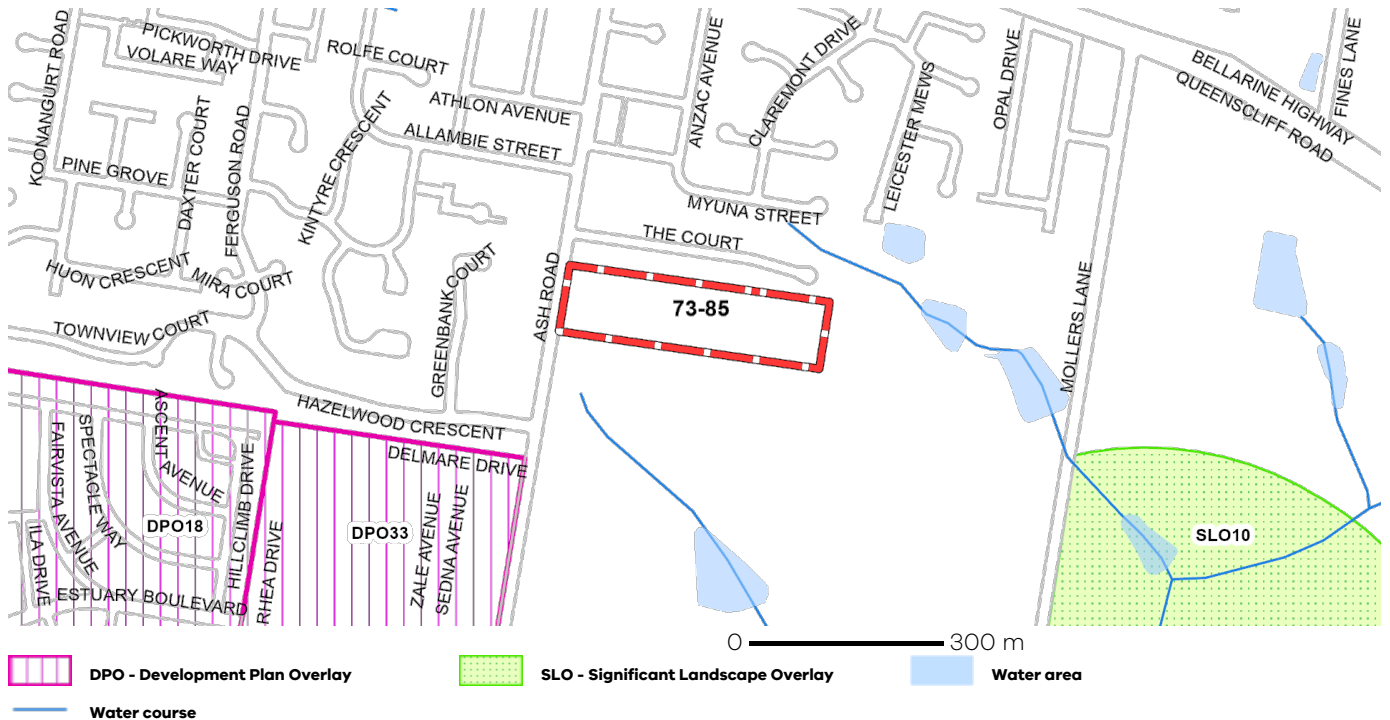 KOONANGURT ROAD
PICKWORTH DRIVE
VOLARE WAY
ROLFE COURT
ATHLON AVENUE
ALLAMBIE STREET
ANZAC AVENUE
CLAREMONT DRIVE
LEICESTER MEWS
OPAL DRIVE
BELLARINE HIGHWAY
QUEENSCLIFF ROAD
FINES LANE
PINE GROVE
DAXTER COURT
FERGUSON ROAD
KINTYRE CRESCENT
MYUNA STREET
THE COURT
HUON CRESCENT
MIRA COURT
GREENBANK COURT
ASH ROAD
73-85
MOLLERS LANE
TOWNVIEW COURT
HAZELWOOD CRESCENT
DELMARE DRIVE
FAIRVISTA AVENUE
SPECTACLE WAY
ASCENT AVENUE
HILLCLIMB DRIVE
DPO18
DPO33
SLO10
ILA DRIVE
ESTUARY BOULEVARD
RHEA DRIVE
ZALE AVENUE
SEDNA AVENUE
0 300 m
DPO - Development Plan Overlay
SLO - Significant Landscape Overlay
Water area
Water course